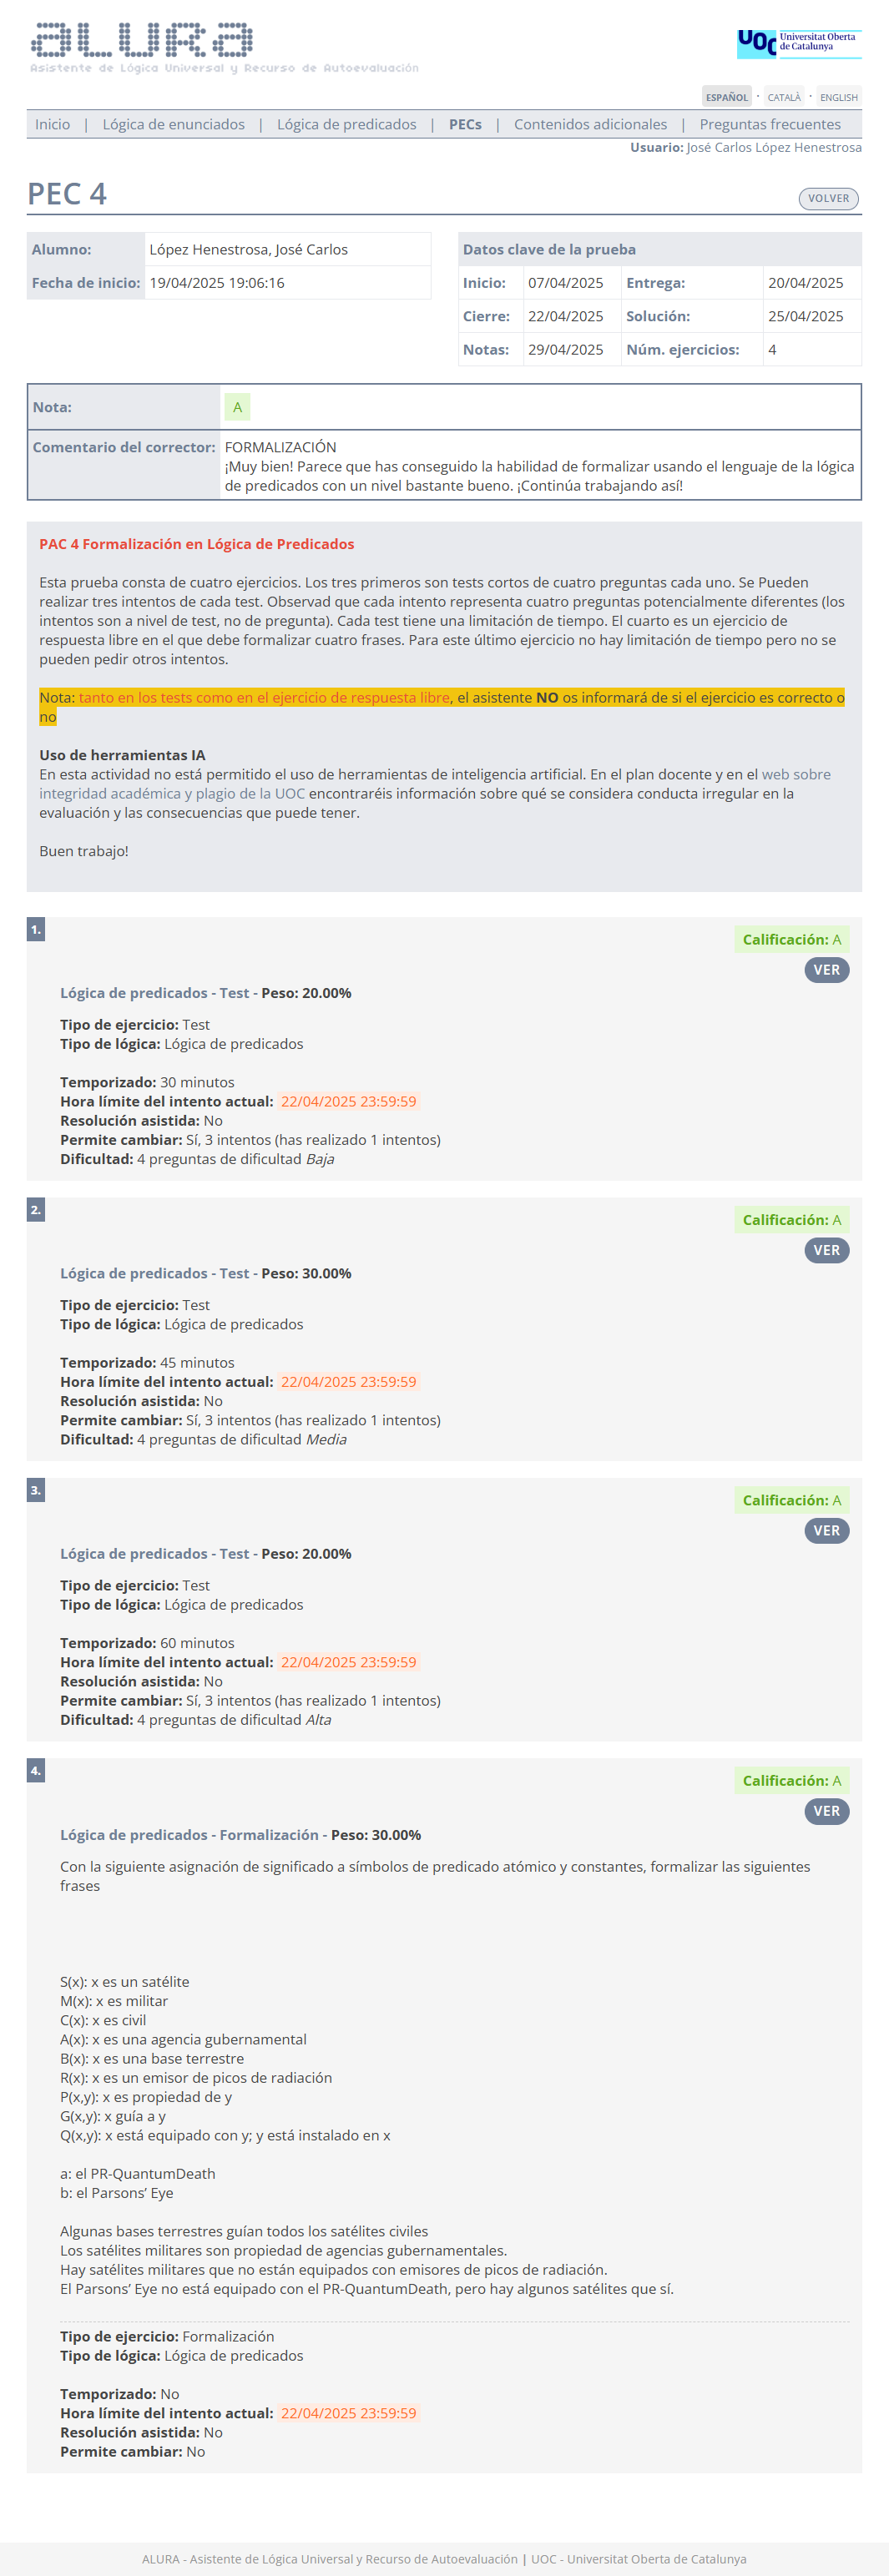 aLURa
Asistente de Lógica Universal y Recurso de Autoevaluación
UOC Universitat Oberta
de Catalunya
ESPAÑOL · CATALÀ · ENGLISH
Inicio | Lógica de enunciados | Lógica de predicados | PECs | Contenidos adicionales | Preguntas frecuentes
Usuario: José Carlos López Henestrosa
PEC 4
VOLVER
Alumno: López Henestrosa, José Carlos
Fecha de inicio: 19/04/2025 19:06:16
Datos clave de la prueba
Inicio: 07/04/2025 Entrega: 20/04/2025
Cierre: 22/04/2025 Solución: 25/04/2025
Notas: 29/04/2025 Núm. ejercicios: 4
Nota: A
Comentario del corrector: FORMALIZACIÓN
¡Muy bien! Parece que has conseguido la habilidad de formalizar usando el lenguaje de la lógica
de predicados con un nivel bastante bueno. ¡Continúa trabajando así!
PAC 4 Formalización en Lógica de Predicados
Esta prueba consta de cuatro ejercicios. Los tres primeros son tests cortos de cuatro preguntas cada uno. Se Pueden
realizar tres intentos de cada test. Observad que cada intento representa cuatro preguntas potencialmente diferentes (los
intentos son a nivel de test, no de pregunta). Cada test tiene una limitación de tiempo. El cuarto es un ejercicio de
respuesta libre en el que debe formalizar cuatro frases. Para este último ejercicio no hay limitación de tiempo pero no se
pueden pedir otros intentos.
Nota: tanto en los tests como en el ejercicio de respuesta libre, el asistente NO os informará de si el ejercicio es correcto o
no
Uso de herramientas IA
En esta actividad no está permitido el uso de herramientas de inteligencia artificial. En el plan docente y en el web sobre
integridad académica y plagio de la UOC encontraréis información sobre qué se considera conducta irregular en la
evaluación y las consecuencias que puede tener.
Buen trabajo!
1.
Calificación: A
VER
Lógica de predicados - Test - Peso: 20.00%
Tipo de ejercicio: Test
Tipo de lógica: Lógica de predicados
Temporizado: 30 minutos
Hora límite del intento actual: 22/04/2025 23:59:59
Resolución asistida: No
Permite cambiar: Sí, 3 intentos (has realizado 1 intentos)
Dificultad: 4 preguntas de dificultad Baja
2.
Calificación: A
VER
Lógica de predicados - Test - Peso: 30.00%
Tipo de ejercicio: Test
Tipo de lógica: Lógica de predicados
Temporizado: 45 minutos
Hora límite del intento actual: 22/04/2025 23:59:59
Resolución asistida: No
Permite cambiar: Sí, 3 intentos (has realizado 1 intentos)
Dificultad: 4 preguntas de dificultad Media
3.
Calificación: A
VER
Lógica de predicados - Test - Peso: 20.00%
Tipo de ejercicio: Test
Tipo de lógica: Lógica de predicados
Temporizado: 60 minutos
Hora límite del intento actual: 22/04/2025 23:59:59
Resolución asistida: No
Permite cambiar: Sí, 3 intentos (has realizado 1 intentos)
Dificultad: 4 preguntas de dificultad Alta
4.
Calificación: A
VER
Lógica de predicados - Formalización - Peso: 30.00%
Con la siguiente asignación de significado a símbolos de predicado atómico y constantes, formalizar las siguientes
frases
S(x): x es un satélite
M(x): x es militar
C(x): x es civil
A(x): x es una agencia gubernamental
B(x): x es una base terrestre
R(x): x es un emisor de picos de radiación
P(x,y): x es propiedad de y
G(x,y): x guía a y
Q(x,y): x está equipado con y; y está instalado en x
a: el PR-QuantumDeath
b: el Parsons’ Eye
Algunas bases terrestres guían todos los satélites civiles
Los satélites militares son propiedad de agencias gubernamentales.
Hay satélites militares que no están equipados con emisores de picos de radiación.
El Parsons’ Eye no está equipado con el PR-QuantumDeath, pero hay algunos satélites que sí.
Tipo de ejercicio: Formalización
Tipo de lógica: Lógica de predicados
Temporizado: No
Hora límite del intento actual: 22/04/2025 23:59:59
Resolución asistida: No
Permite cambiar: No
ALURA - Asistente de Lógica Universal y Recurso de Autoevaluación | UOC - Universitat Oberta de Catalunya